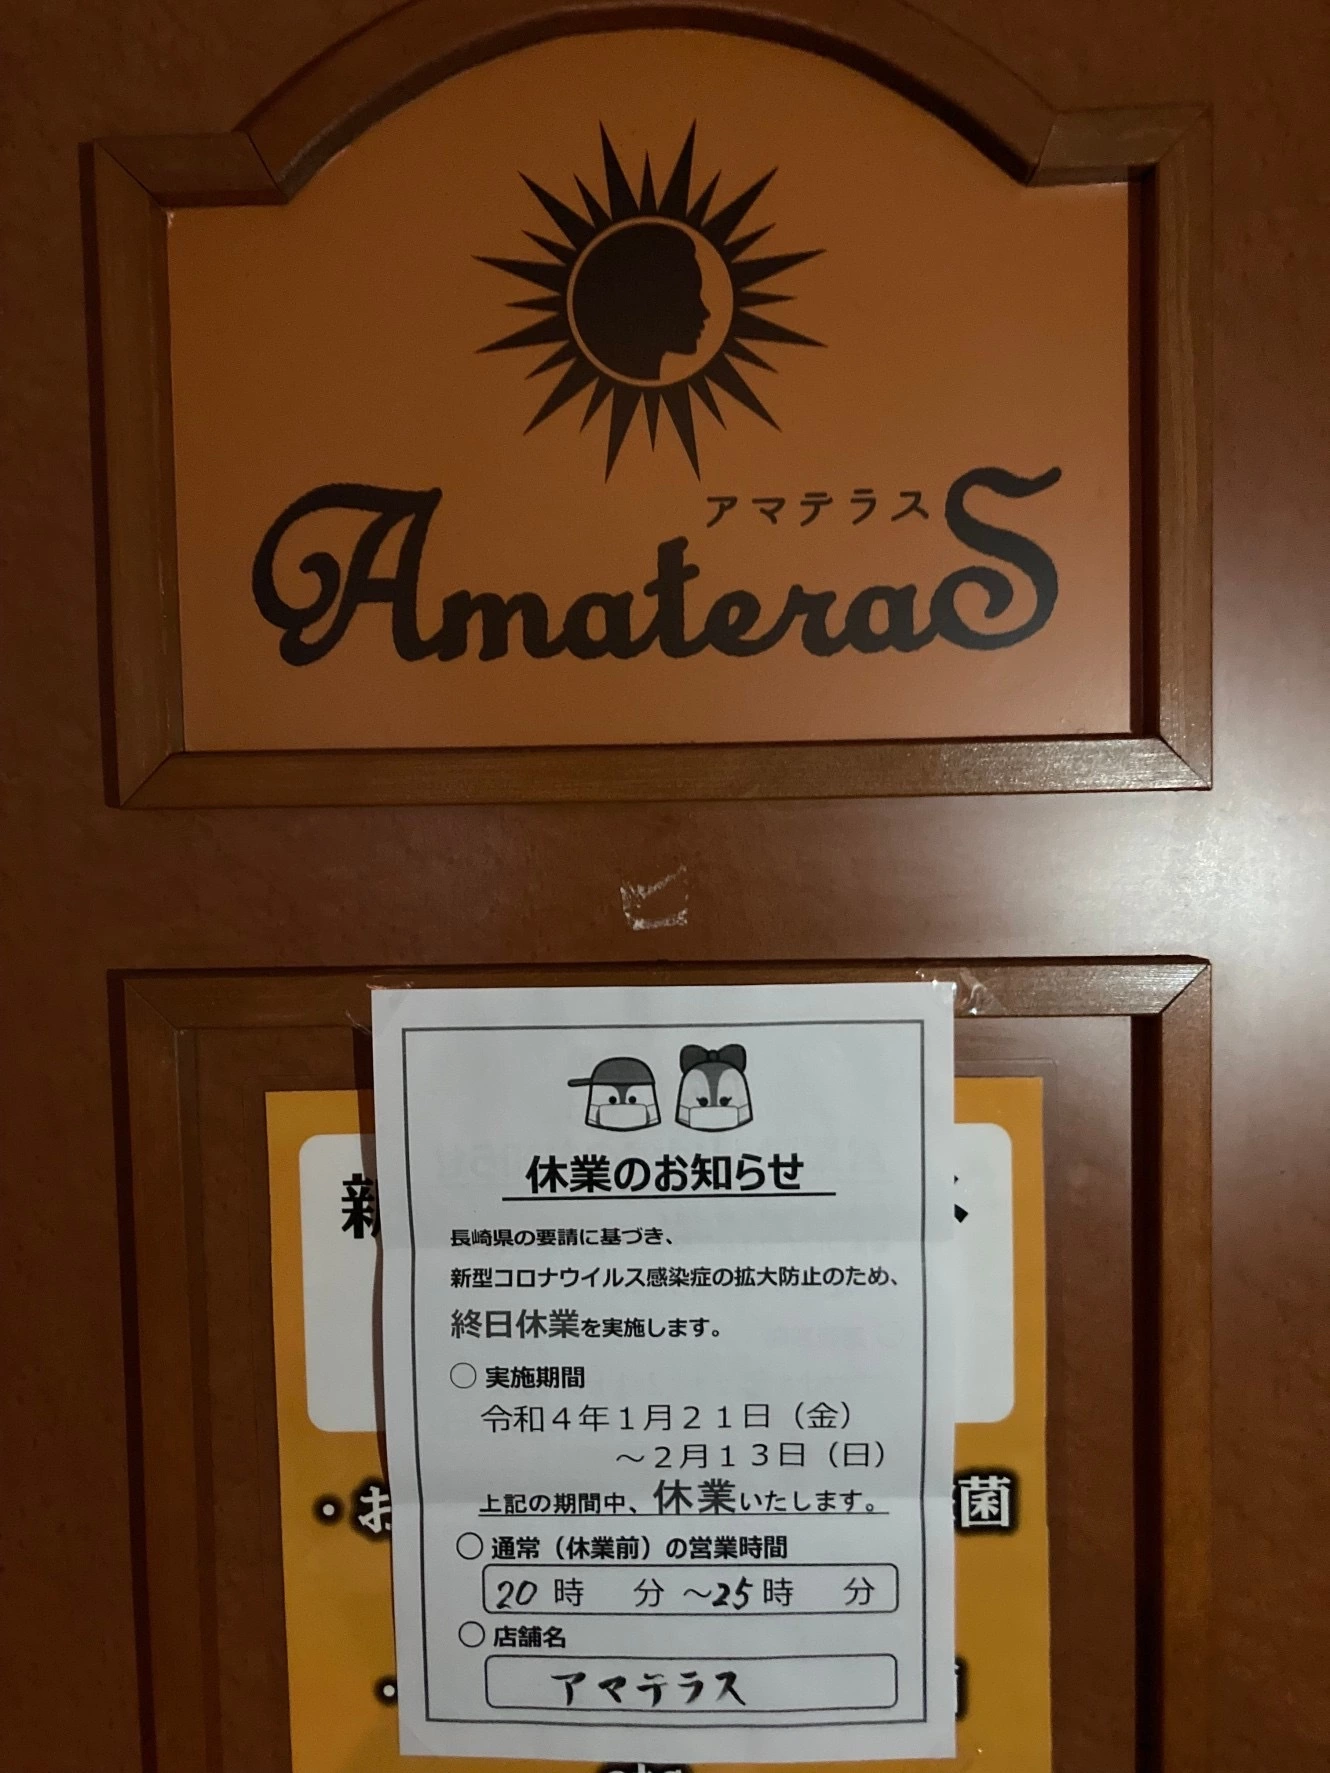 アマテラス
AmateraS
休業のお知らせ
長崎県の要請に基づき、
新型コロナウイルス感染症の拡大防止のため、
終日休業を実施します。
○ 実施期間
令和４年１月２１日（金）
～２月１３日（日）
上記の期間中、休業いたします。
○ 通常（休業前）の営業時間
20 時　分 ～25 時　分
○ 店舗名
アマテラス
・お
菌